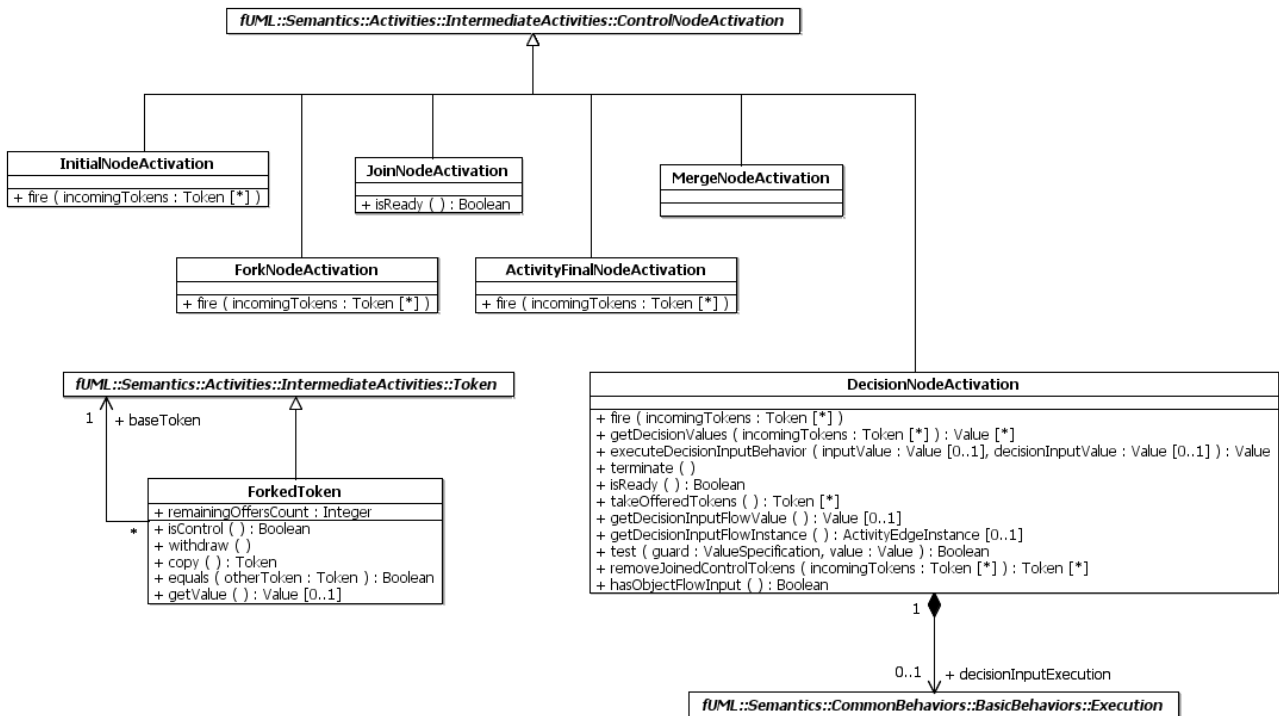 fUML::Semantics::Activities::IntermediateActivities::ControlNodeActivation
InitialNodeActivation
+ fire ( incomingTokens : Token [*] )
JoinNodeActivation
+ isReady ( ) : Boolean
MergeNodeActivation
ForkNodeActivation
+ fire ( incomingTokens : Token [*] )
ActivityFinalNodeActivation
+ fire ( incomingTokens : Token [*] )
fUML::Semantics::Activities::IntermediateActivities::Token
1
+ baseToken
ForkedToken
+ remainingOffersCount : Integer
+ isControl ( ) : Boolean
+ withdraw ( )
+ copy ( ) : Token
+ equals ( otherToken : Token ) : Boolean
+ getValue ( ) : Value [0..1]
*
DecisionNodeActivation
+ fire ( incomingTokens : Token [*] )
+ getDecisionValues ( incomingTokens : Token [*] ) : Value [*]
+ executeDecisionInputBehavior ( inputValue : Value [0..1], decisionInputValue : Value [0..1] ) : Value
+ terminate ( )
+ isReady ( ) : Boolean
+ takeOfferedTokens ( ) : Token [*]
+ getDecisionInputFlowValue ( ) : Value [0..1]
+ getDecisionInputFlowInstance ( ) : ActivityEdgeInstance [0..1]
+ test ( guard : ValueSpecification, value : Value ) : Boolean
+ removeJoinedControlTokens ( incomingTokens : Token [*] ) : Token [*]
+ hasObjectFlowInput ( ) : Boolean
1
0..1
+ decisionInputExecution
fUML::Semantics::CommonBehaviors::BasicBehaviors::Execution